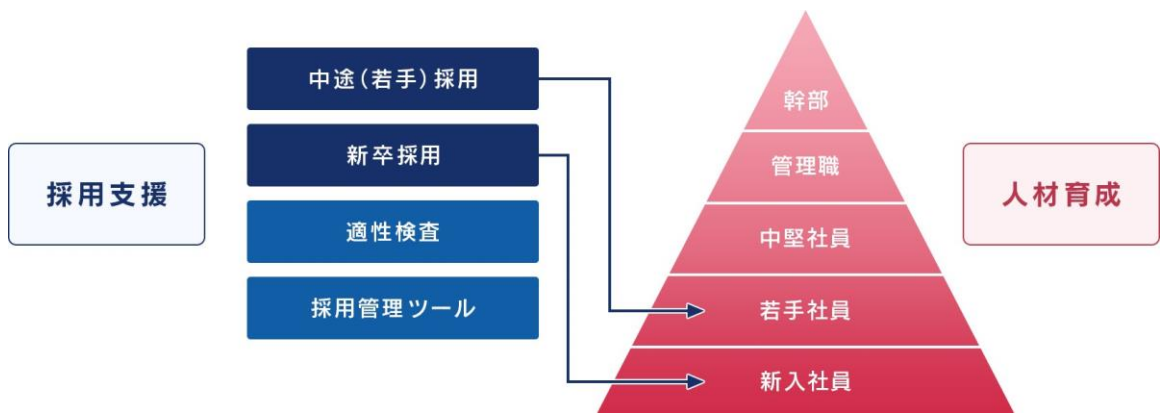 採用支援
中途(若手)採用
新卒採用
適性検査
採用管理ツール
幹部
管理職
中堅社員
若手社員
新入社員
人材育成